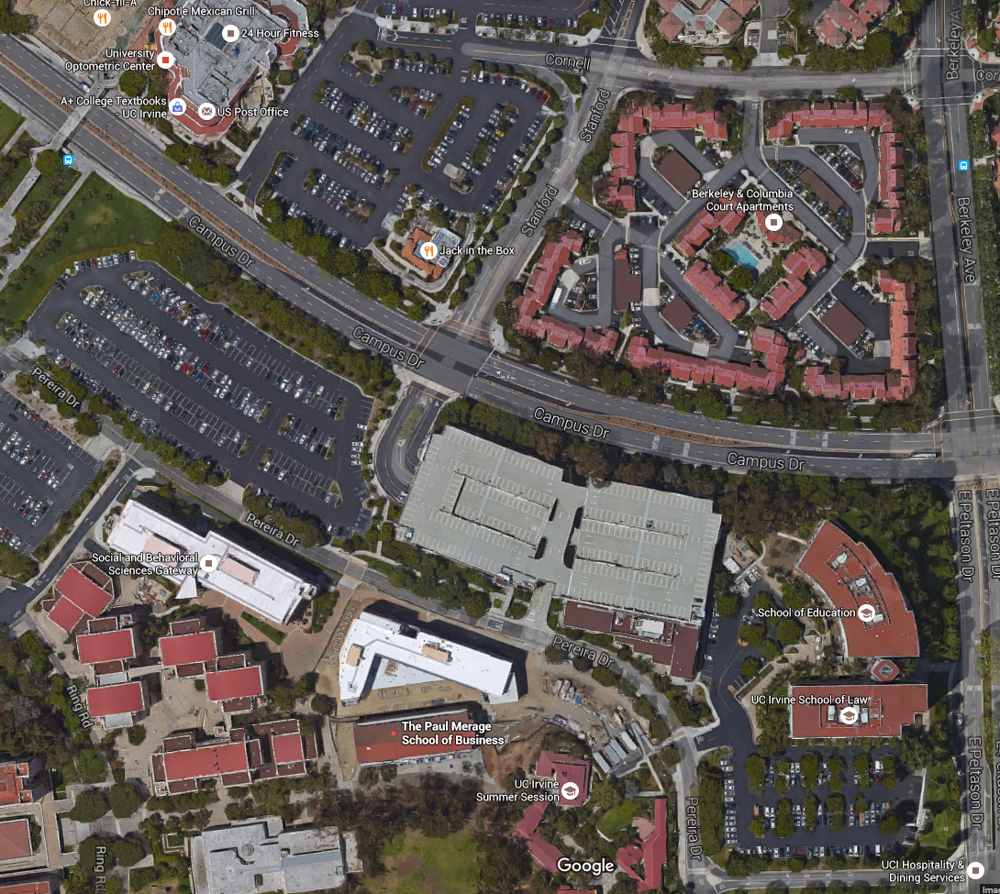 Chick-fil-A
Chipotle Mexican Grill
24 Hour Fitness
University
Optometric Center
A+ College Textbooks
- UC Irvine
US Post Office
Cornell
Stanford
Berkeley Av
Cor
Berkeley & Columbia
Court Apartments
Stanford
Berkeley Ave
Campus Dr
Jack in the Box
Campus Dr
Pereira Dr
Campus Dr
Campus Dr
E Peltason Dr
E Peltason Dr
Pereira Dr
Social and Behavioral
Sciences Gateway
School of Education
Pereira Dr
Ring Rd
UC Irvine School of Law
The Paul Merage
School of Business
UC Irvine
Summer Session
E Peltason Dr
Pereira Dr
Ring Rd
Google
UCI Hospitality &
Dining Services